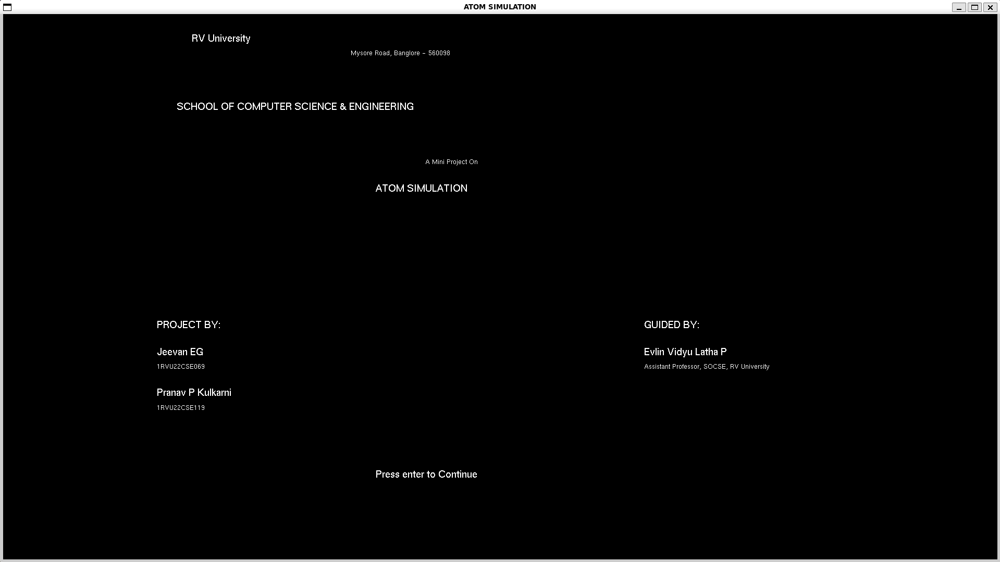 ATOM SIMULATION
RV University
Mysore Road, Banglore - 560098
SCHOOL OF COMPUTER SCIENCE & ENGINEERING
A Mini Project On
ATOM SIMULATION
PROJECT BY:
Jeevan EG
1RVU22CSE069
Pranav P Kulkarni
1RVU22CSE119
GUIDED BY:
Evlin Vidyu Latha P
Assistant Professor, SOCSE, RV University
Press enter to Continue